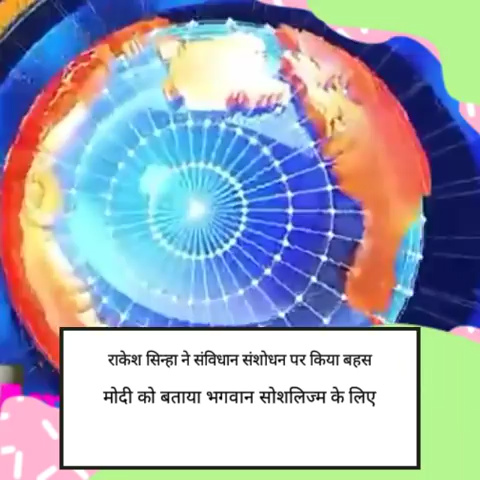 राकेश सिन्हा ने संविधान संशोधन पर किया बहस
मोदी को बताया भगवान सोशलिज्म के लिए